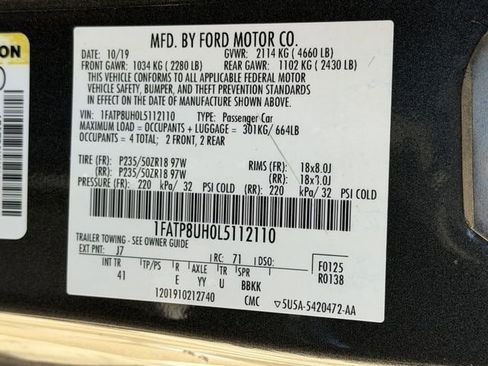 ON
MFD. BY FORD MOTOR CO.
DATE: 10/19 GVWR: 2114 KG ( 4660 LB)
FRONT GAWR: 1034 KG ( 2280 LB) REAR GAWR: 1102 KG ( 2430 LB)
THIS VEHICLE CONFORMS TO ALL APPLICABLE FEDERAL MOTOR
VEHICLE SAFETY, BUMPER, AND THEFT PREVENTION STANDARDS
IN EFFECT ON THE DATE OF MANUFACTURE SHOWN ABOVE.
VIN: 1FATP8UH0L5112110 TYPE: Passenger Car
MAXIMUM LOAD = OCCUPANTS + LUGGAGE = 301KG/ 664LB
OCCUPANTS = 4 TOTAL; 2 FRONT, 2 REAR
TIRE (FR): P235/50ZR18 97W RIMS (FR): 18x8.0J
(RR): P235/50ZR18 97W (RR): 18x8.0J
PRESSURE (FR): 220 kPa/ 32 PSI COLD (RR): 220 kPa/ 32 PSI COLD
1FATP8UH0L5112110
TRAILER TOWING - SEE OWNER GUIDE
EXT PNT: J7 RC: 71 DSO: F0125
INT TR TP/PS R AXLE TR SPR R0138
41 E YY U BBKK
1201910212740 CMC 5U5A-5420472-AA